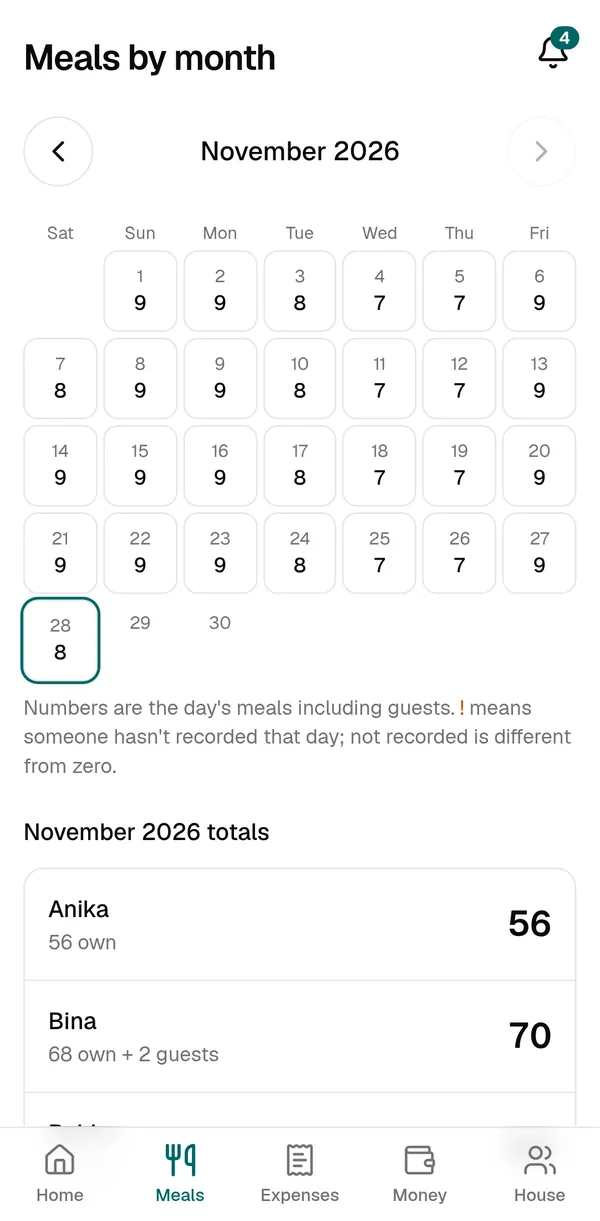 Meals by month
4
November 2026
Sat Sun Mon Tue Wed Thu Fri
1 2 3 4 5 6
9 9 8 7 7 9
7 8 9 10 11 12 13
8 9 9 8 7 7 9
14 15 16 17 18 19 20
9 9 9 8 7 7 9
21 22 23 24 25 26 27
9 9 9 8 7 7 9
28 29 30
8
Numbers are the day's meals including guests. ! means
someone hasn't recorded that day; not recorded is different
from zero.
November 2026 totals
Anika
56
56 own
Bina
70
68 own + 2 guests
Home Meals Expenses Money House